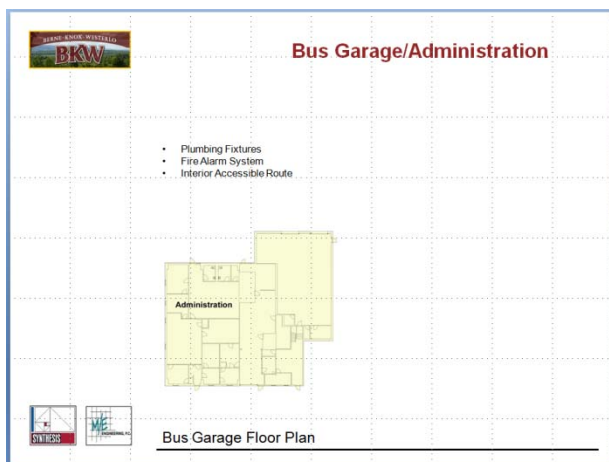 BERNE-KNOX-WESTERLO
BKW
Bus Garage/Administration
• Plumbing Fixtures
• Fire Alarm System
• Interior Accessible Route
Administration
SYNTHESIS
M/E
ENGINEERING, P.C.
Bus Garage Floor Plan